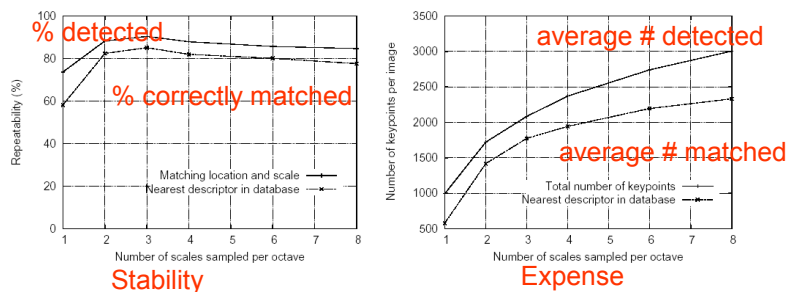 % detected
% correctly matched
Repeatability (%)
100
80
60
40
20
0
Matching location and scale
Nearest descriptor in database
1 2 3 4 5 6 7 8
Number of scales sampled per octave
Stability
average # detected
average # matched
Number of keypoints per image
3500
3000
2500
2000
1500
1000
500
Total number of keypoints
Nearest descriptor in database
1 2 3 4 5 6 7 8
Number of scales sampled per octave
Expense